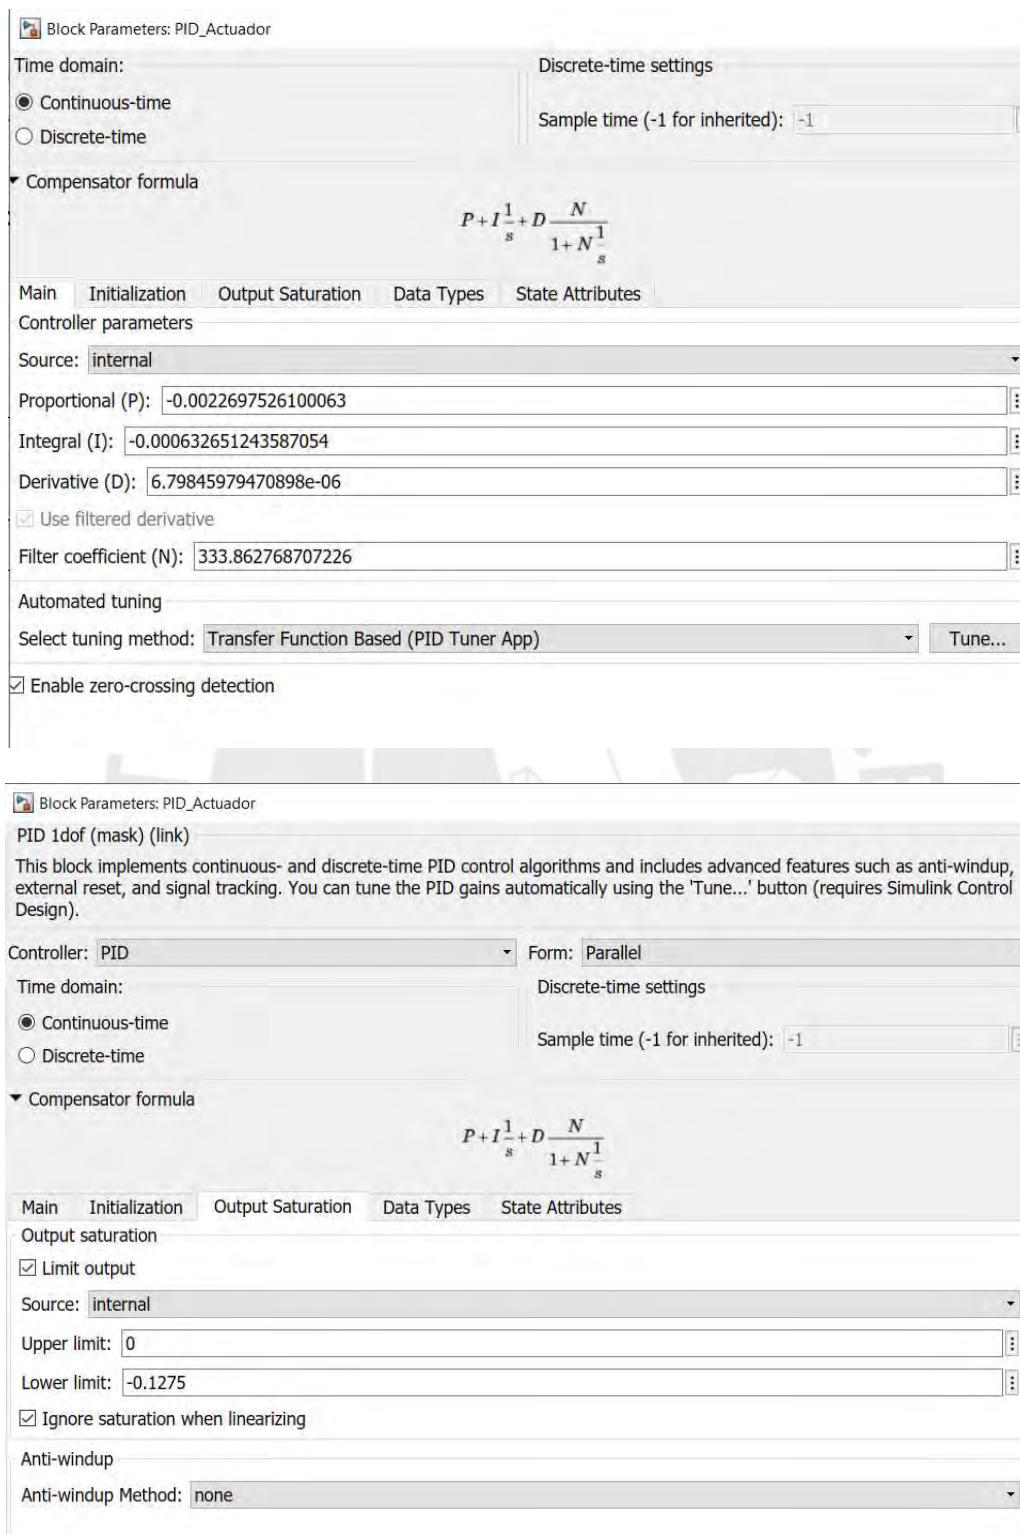 Block Parameters: PID_Actuador
Time domain:
Discrete-time settings
Continuous-time
Sample time (-1 for inherited): -1
Discrete-time
Compensator formula
P + I 1/s + D N/(1 + N 1/s)
Main Initialization Output Saturation Data Types State Attributes
Controller parameters
Source: internal
Proportional (P): -0.0022697526100063
Integral (I): -0.000632651243587054
Derivative (D): 6.79845979470898e-06
Use filtered derivative
Filter coefficient (N): 333.862768707226
Automated tuning
Select tuning method: Transfer Function Based (PID Tuner App) Tune...
Enable zero-crossing detection
Block Parameters: PID_Actuador
PID 1dof (mask) (link)
This block implements continuous- and discrete-time PID control algorithms and includes advanced features such as anti-windup,
external reset, and signal tracking. You can tune the PID gains automatically using the 'Tune...' button (requires Simulink Control
Design).
Controller: PID Form: Parallel
Time domain:
Discrete-time settings
Continuous-time
Sample time (-1 for inherited): -1
Discrete-time
Compensator formula
P + I 1/s + D N/(1 + N 1/s)
Main Initialization Output Saturation Data Types State Attributes
Output saturation
Limit output
Source: internal
Upper limit: 0
Lower limit: -0.1275
Ignore saturation when linearizing
Anti-windup
Anti-windup Method: none